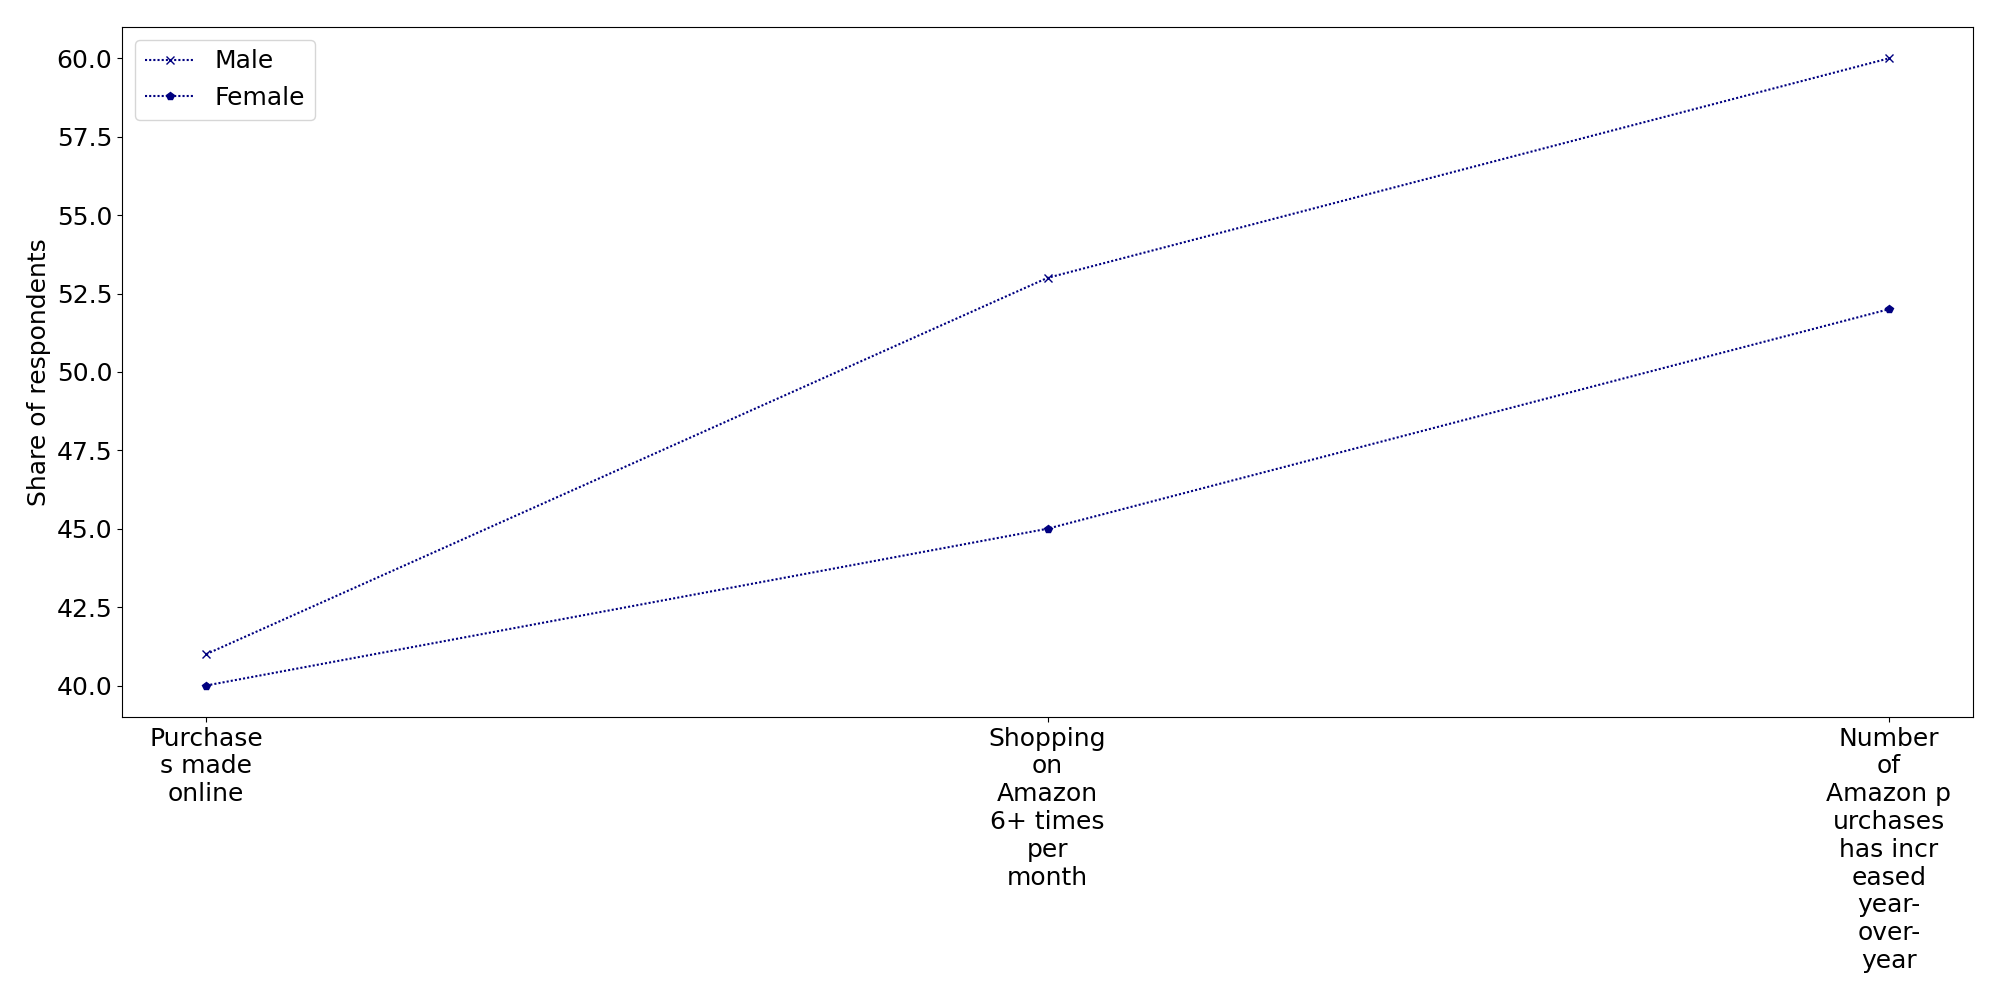 60.0
57.5
55.0
52.5
50.0
47.5
45.0
42.5
40.0
Share of respondents
Male
Female
Purchase
s made
online
Shopping
on
Amazon
6+ times
per
month
Number
of
Amazon p
urchases
has incr
eased
year-
over-
year